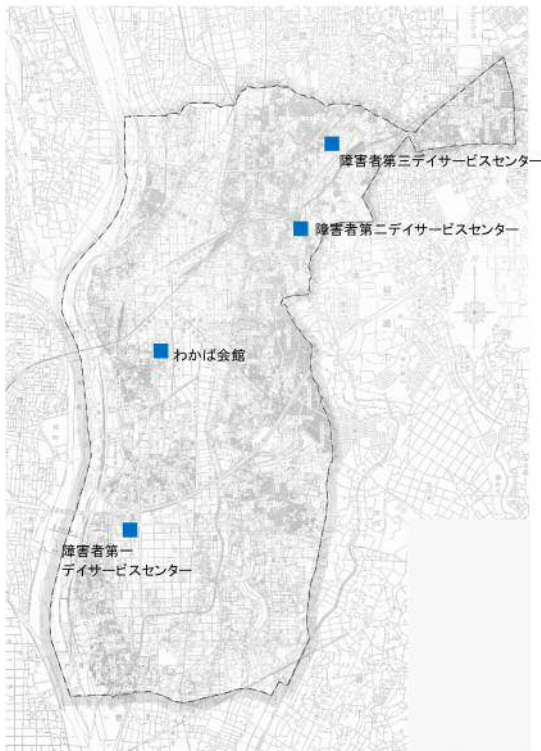 障害者第三デイサービスセンター
障害者第二デイサービスセンター
わかば会館
障害者第一
デイサービスセンター